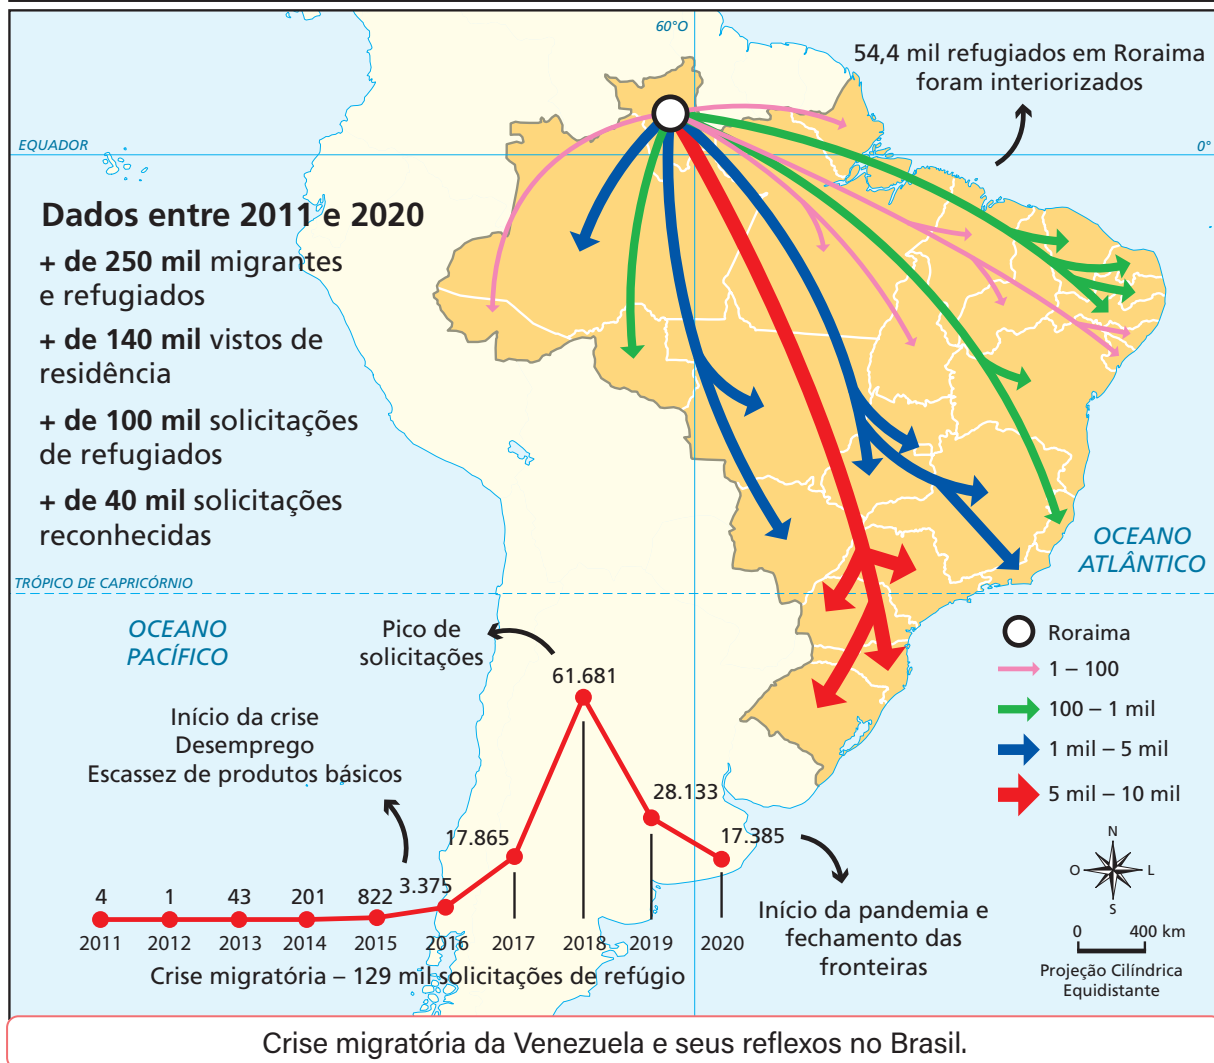 60°O
54,4 mil refugiados em Roraima
foram interiorizados
EQUADOR
0°
Dados entre 2011 e 2020
+ de 250 mil migrantes
e refugiados
+ de 140 mil vistos de
residência
+ de 100 mil solicitações
de refugiados
+ de 40 mil solicitações
reconhecidas
OCEANO
ATLÂNTICO
TRÓPICO DE CAPRICÓRNIO
OCEANO
PACÍFICO
Pico de
solicitações
Roraima
1 – 100
100 – 1 mil
1 mil – 5 mil
5 mil – 10 mil
Início da crise
Desemprego
Escassez de produtos básicos
4
1
43
201
822
3.375
17.865
61.681
28.133
17.385
2011
2012
2013
2014
2015
2016
2017
2018
2019
2020
Crise migratória – 129 mil solicitações de refúgio
Início da pandemia e
fechamento das
fronteiras
N
O
L
S
0
400 km
Projeção Cilíndrica
Equidistante
Crise migratória da Venezuela e seus reflexos no Brasil.